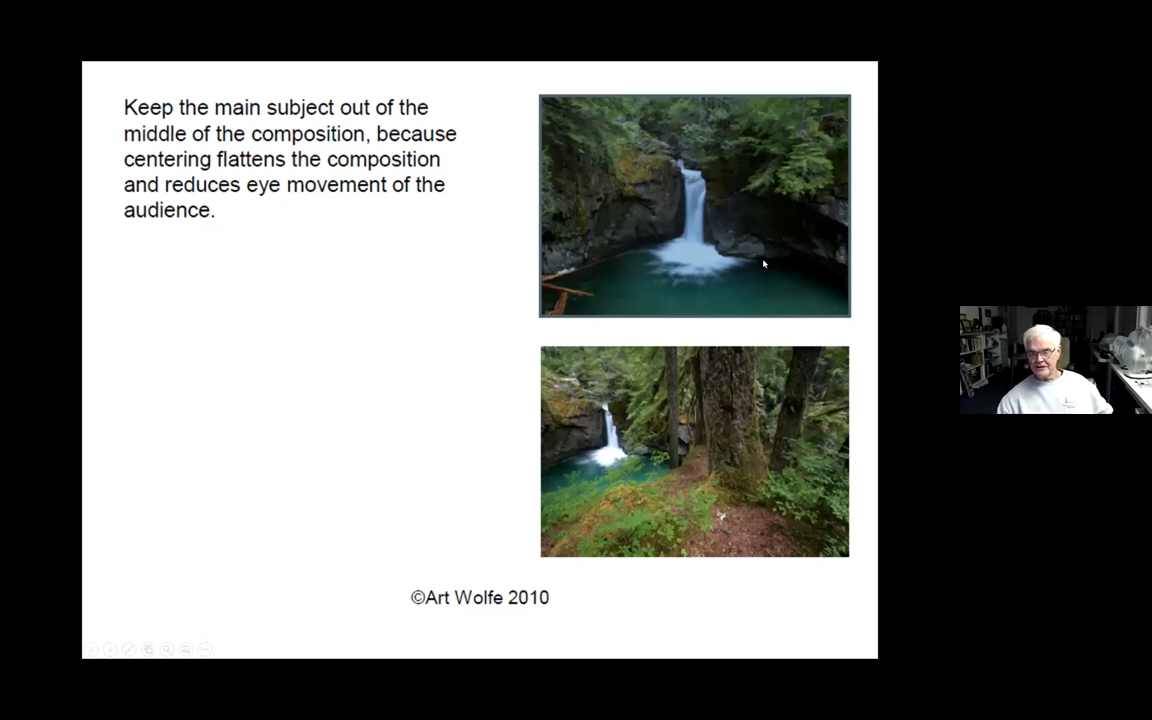 Keep the main subject out of the
middle of the composition, because
centering flattens the composition
and reduces eye movement of the
audience.
©Art Wolfe 2010